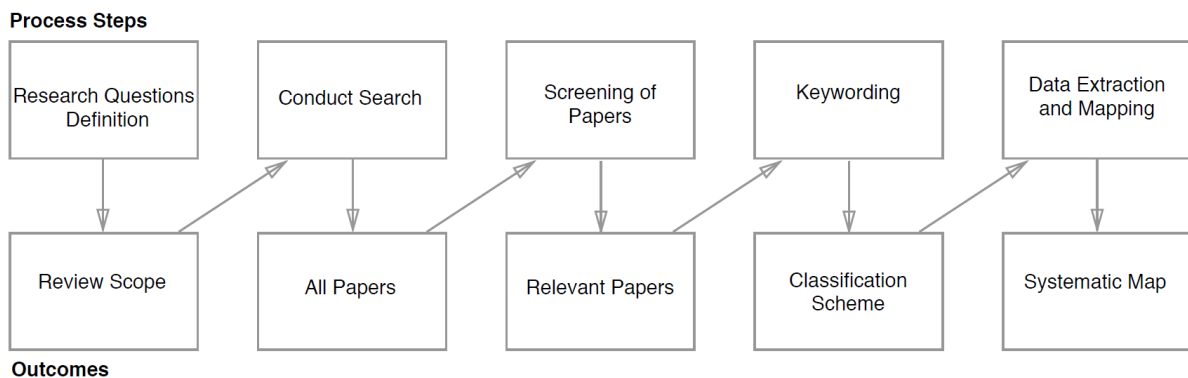 Process Steps
Research Questions
Definition
Conduct Search
Screening of
Papers
Keywording
Data Extraction
and Mapping
Review Scope
All Papers
Relevant Papers
Classification
Scheme
Systematic Map
Outcomes